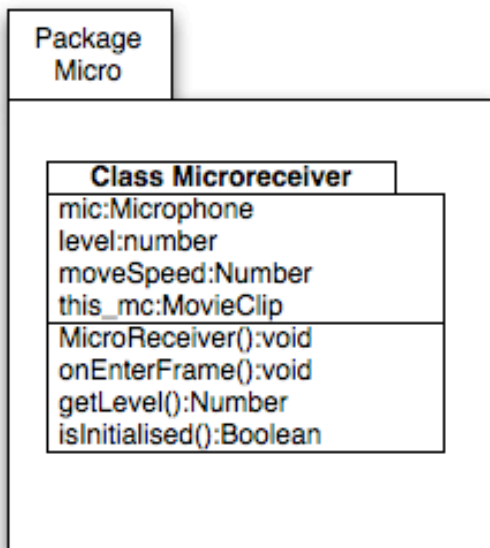 Package
Micro
Class Microreceiver
mic:Microphone
level:number
moveSpeed:Number
this_mc:MovieClip
MicroReceiver():void
onEnterFrame():void
getLevel():Number
isInitialised():Boolean